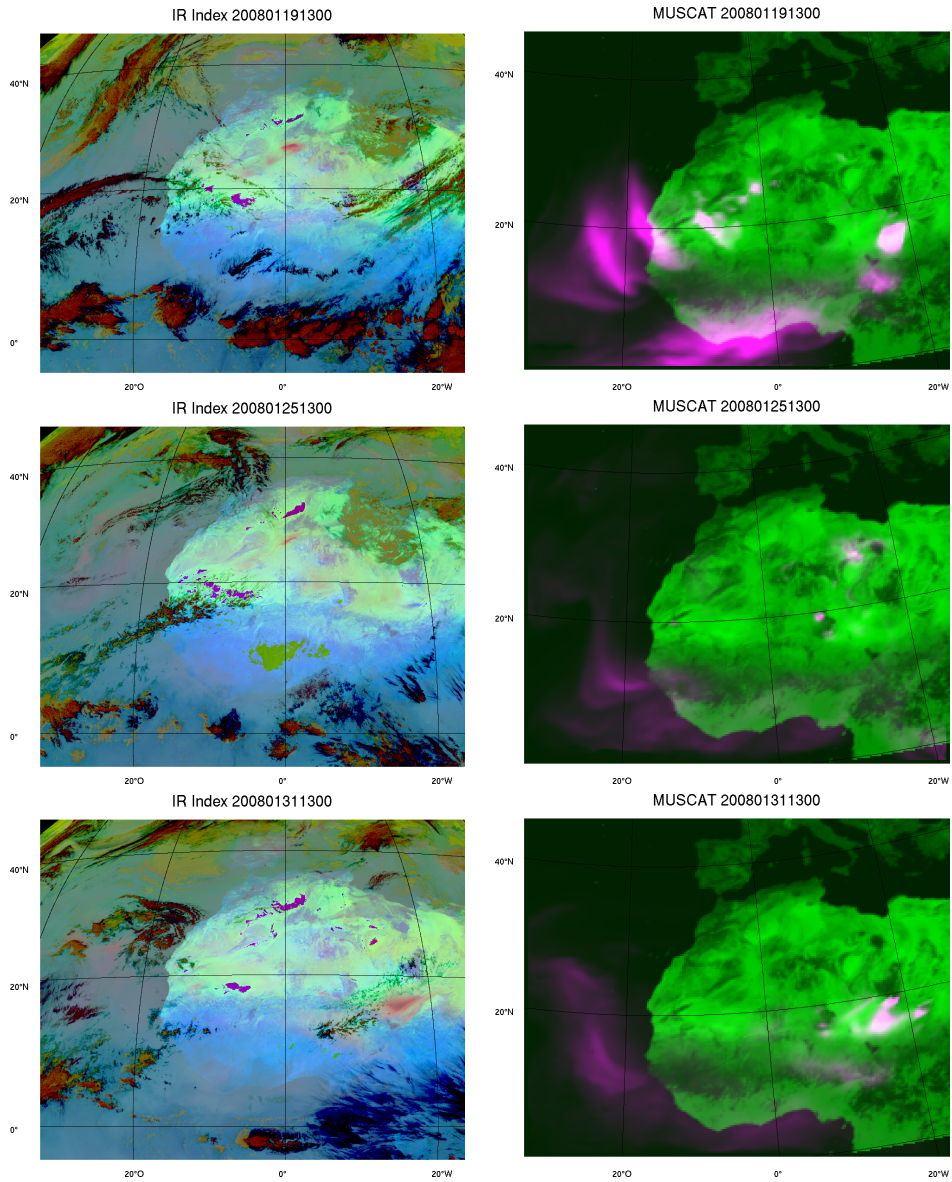 IR Index 200801191300
MUSCAT 200801191300
40°N
20°N
0°
20°O
0°
20°W
40°N
20°N
20°O
0°
20°W
IR Index 200801251300
MUSCAT 200801251300
40°N
20°N
0°
20°O
0°
20°W
40°N
20°N
20°O
0°
20°W
IR Index 200801311300
MUSCAT 200801311300
40°N
20°N
0°
20°O
0°
20°W
40°N
20°N
20°O
0°
20°W